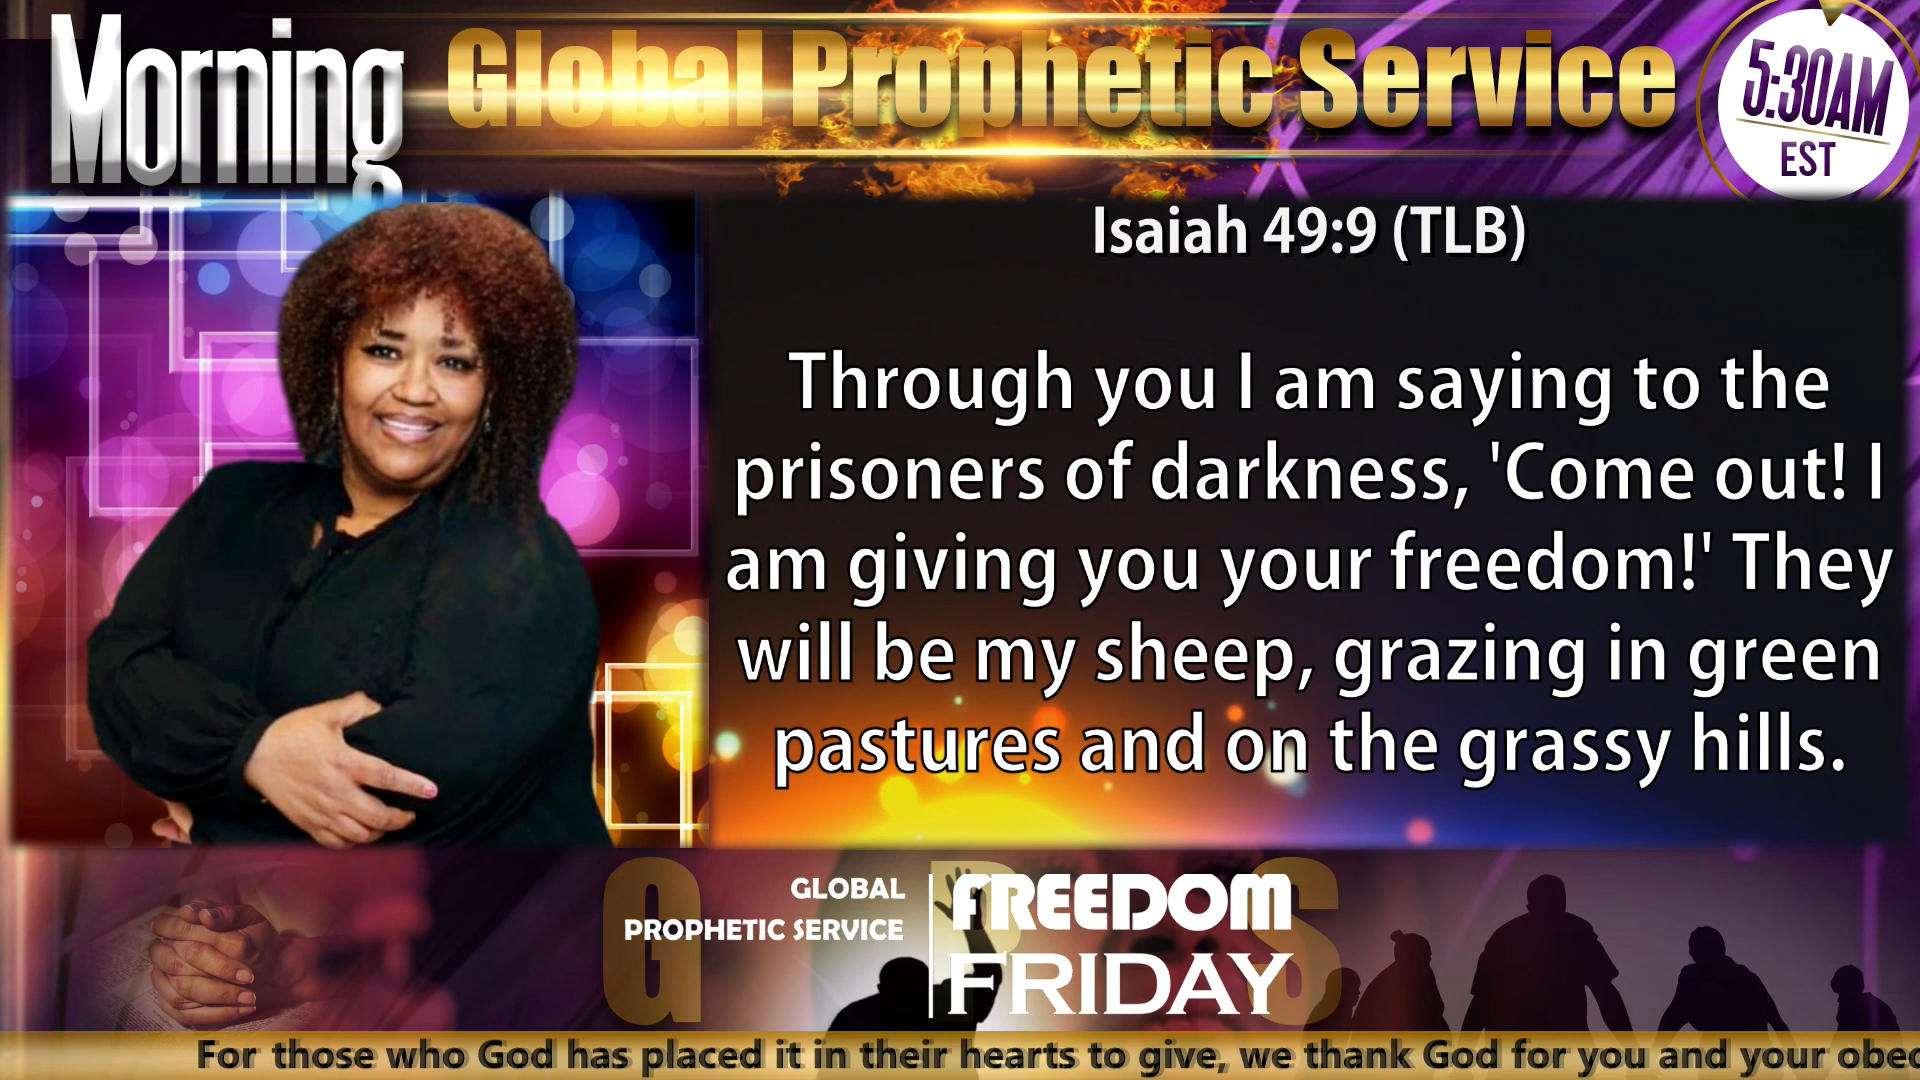 Morning Global Prophetic Service
5:30AM
EST
Isaiah 49:9 (TLB)
Through you I am saying to the
prisoners of darkness, 'Come out! I
am giving you your freedom!' They
will be my sheep, grazing in green
pastures and on the grassy hills.
G P S
GLOBAL
PROPHETIC SERVICE
FREEDOM
FRIDAY
For those who God has placed it in their hearts to give, we thank God for you and your